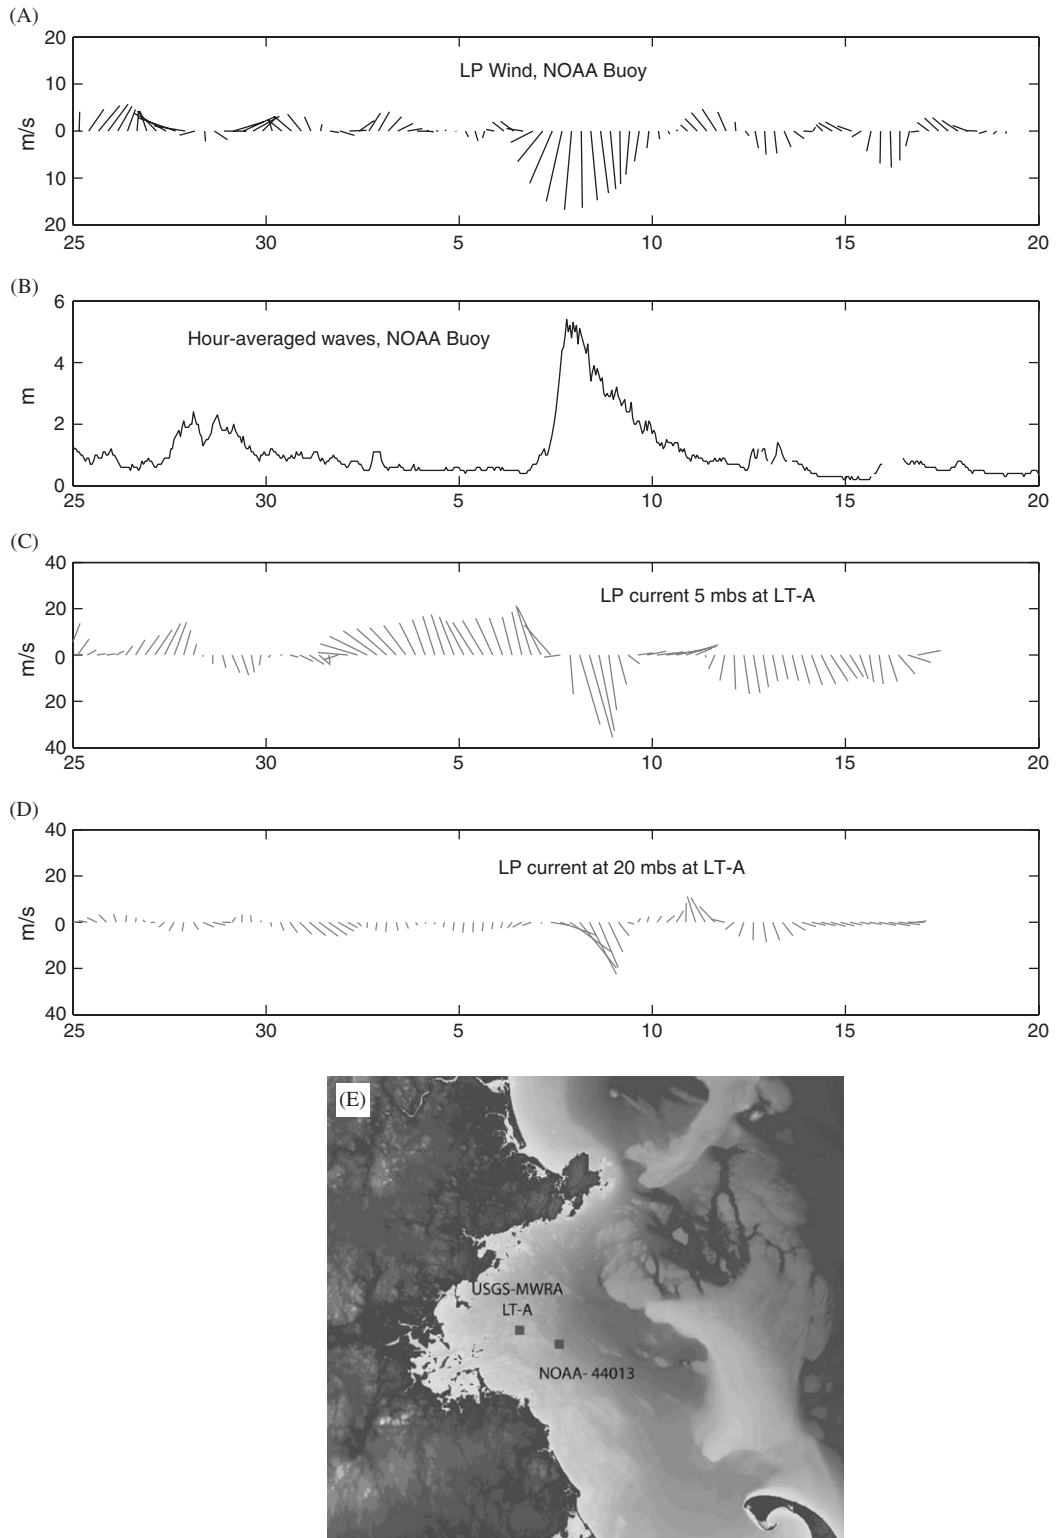 (A)
20
LP Wind, NOAA Buoy
10
m/s
0
10
20
25 30 5 10 15 20
(B)
6
Hour-averaged waves, NOAA Buoy
4
m
2
0
25 30 5 10 15 20
(C)
40
LP current 5 mbs at LT-A
20
m/s
0
20
40
25 30 5 10 15 20
(D)
40
LP current at 20 mbs at LT-A
20
m/s
0
20
40
25 30 5 10 15 20
(E)
USGS-MWRA
LT-A
NOAA- 44013